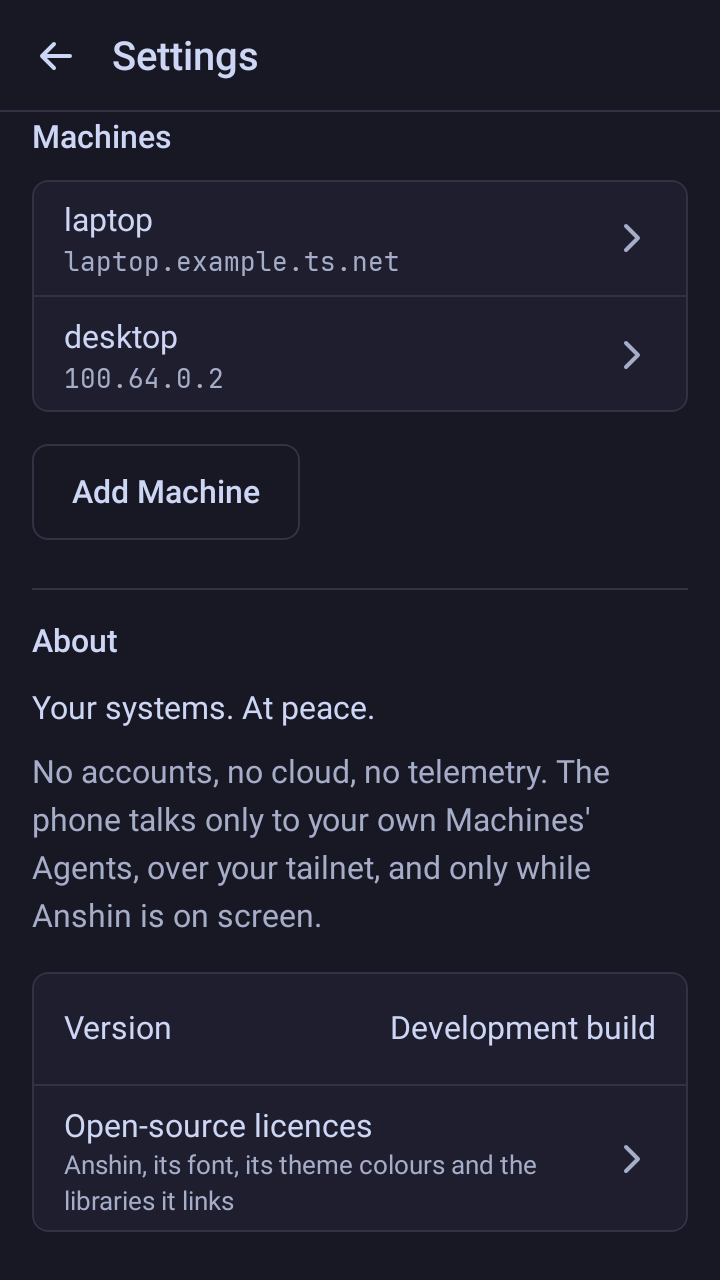 Settings
Machines
laptop
laptop.example.ts.net
desktop
100.64.0.2
Add Machine
About
Your systems. At peace.
No accounts, no cloud, no telemetry. The
phone talks only to your own Machines'
Agents, over your tailnet, and only while
Anshin is on screen.
Version
Development build
Open-source licences
Anshin, its font, its theme colours and the
libraries it links